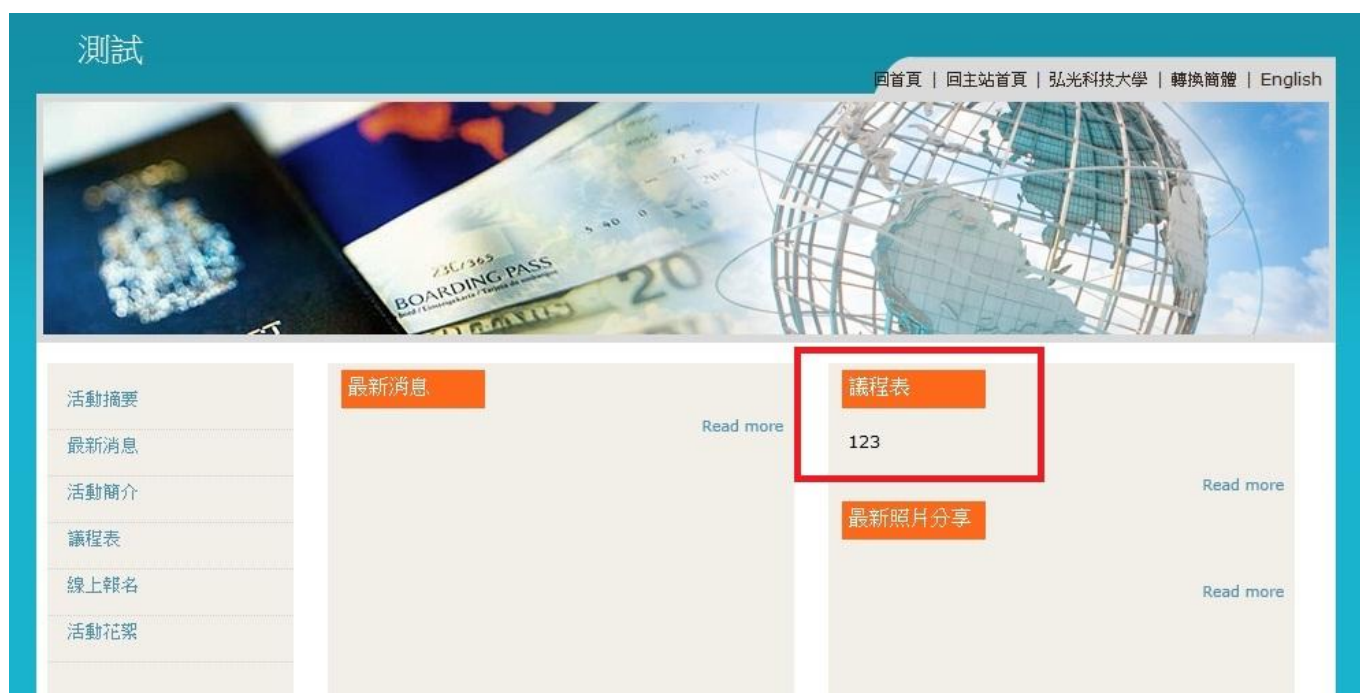 測試
回首頁 | 回主站首頁 | 弘光科技大學 | 轉換簡體 | English
23E/365
BOARDING PASS
20
活動摘要
最新消息
活動簡介
議程表
線上報名
活動花絮
最新消息
Read more
議程表
123
Read more
最新照片分享
Read more